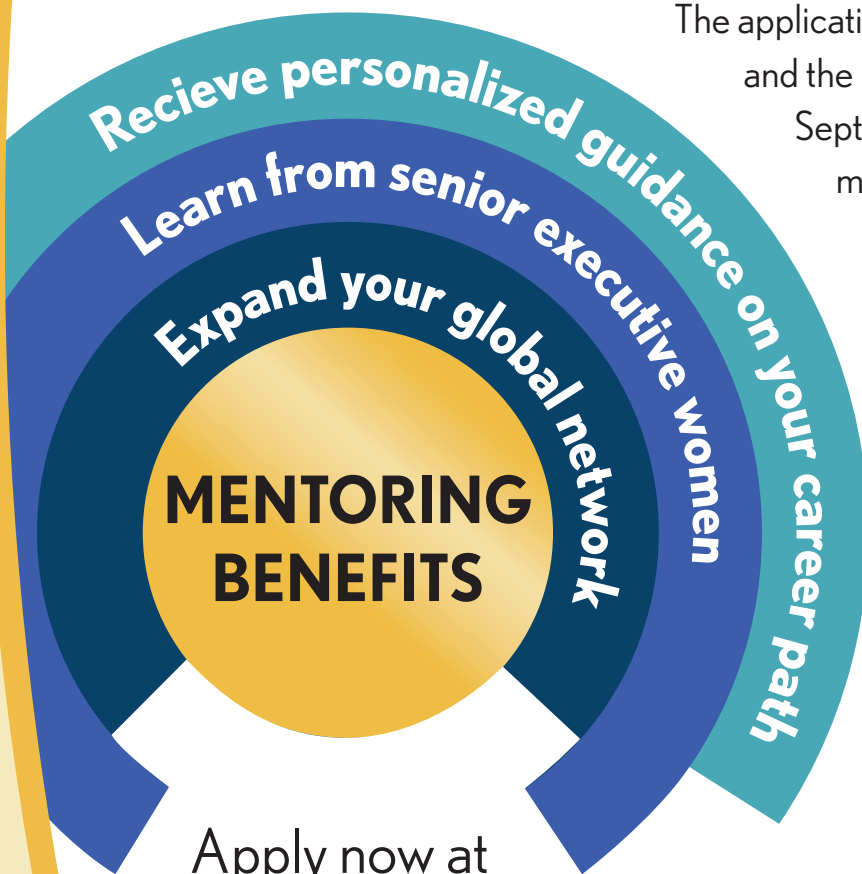 The applicati
and the
Sept
m
Recieve personalized guidance on your career path
Learn from senior executive women
Expand your global network
MENTORING
BENEFITS
Apply now at